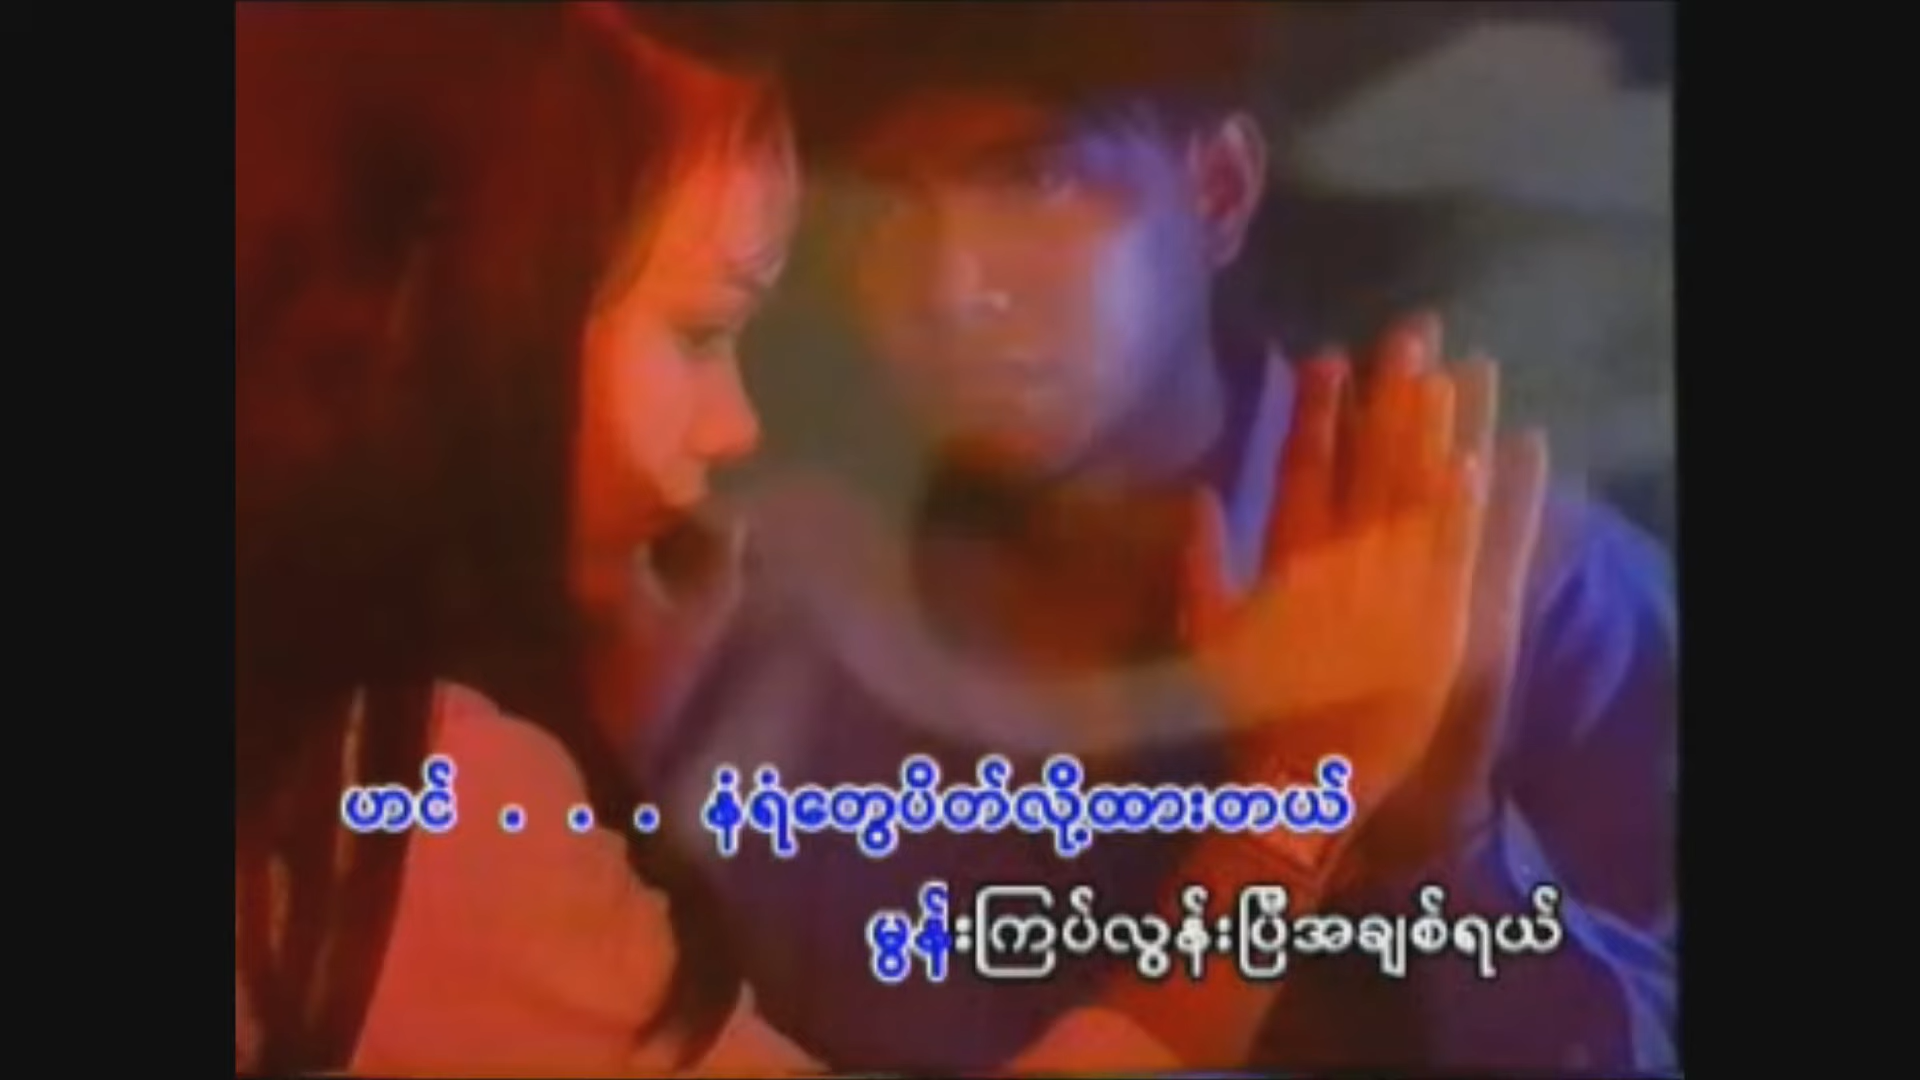 ဟင် . . . နံရံတွေပိတ်လို့ထားတယ်
မွန်းကြပ်လွန်းပြီအချစ်ရယ်